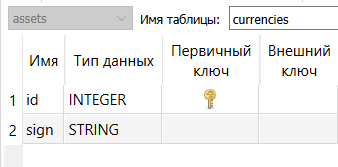 assets Имя таблицы: currencies
Имя Тип данных Первичный ключ Внешний ключ
1 id INTEGER
2 sign STRING